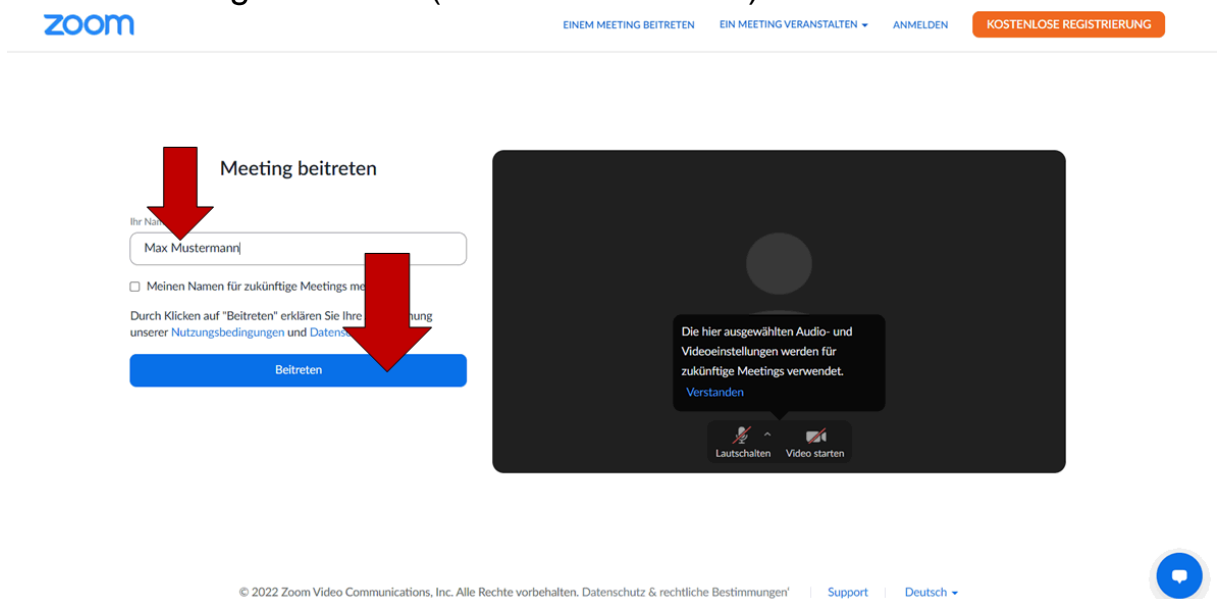 zoom
EINEM MEETING BEITRETEN EIN MEETING VERANSTALTEN ANMELDEN KOSTENLOSE REGISTRIERUNG
Meeting beitreten
Ihr
Max Mustermann
Meinen Namen für zukünftige Meetings
Durch Klicken auf "Beitreten" erklären Sie Ihre
unserer Nutzungsbedingungen und
Beitreten
Die hier ausgewählten Audio- und
Videoeinstellungen werden für
zukünftige Meetings verwendet.
Verstanden
Lautschalten Video starten
© 2022 Zoom Video Communications, Inc. Alle Rechte vorbehalten. Datenschutz & rechtliche Bestimmungen' Support Deutsch